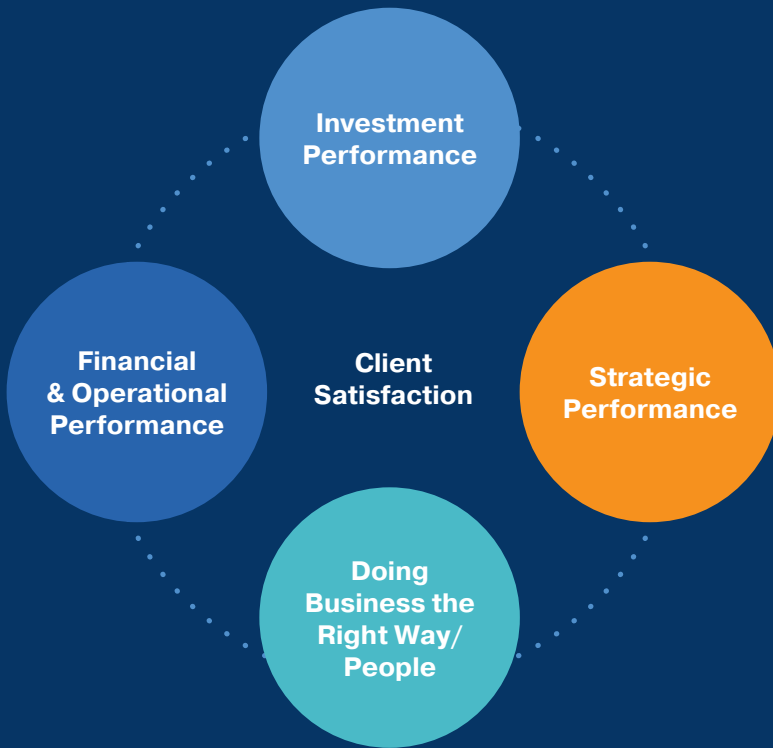 Investment
Performance
Financial
& Operational
Performance
Client
Satisfaction
Strategic
Performance
Doing
Business the
Right Way/
People